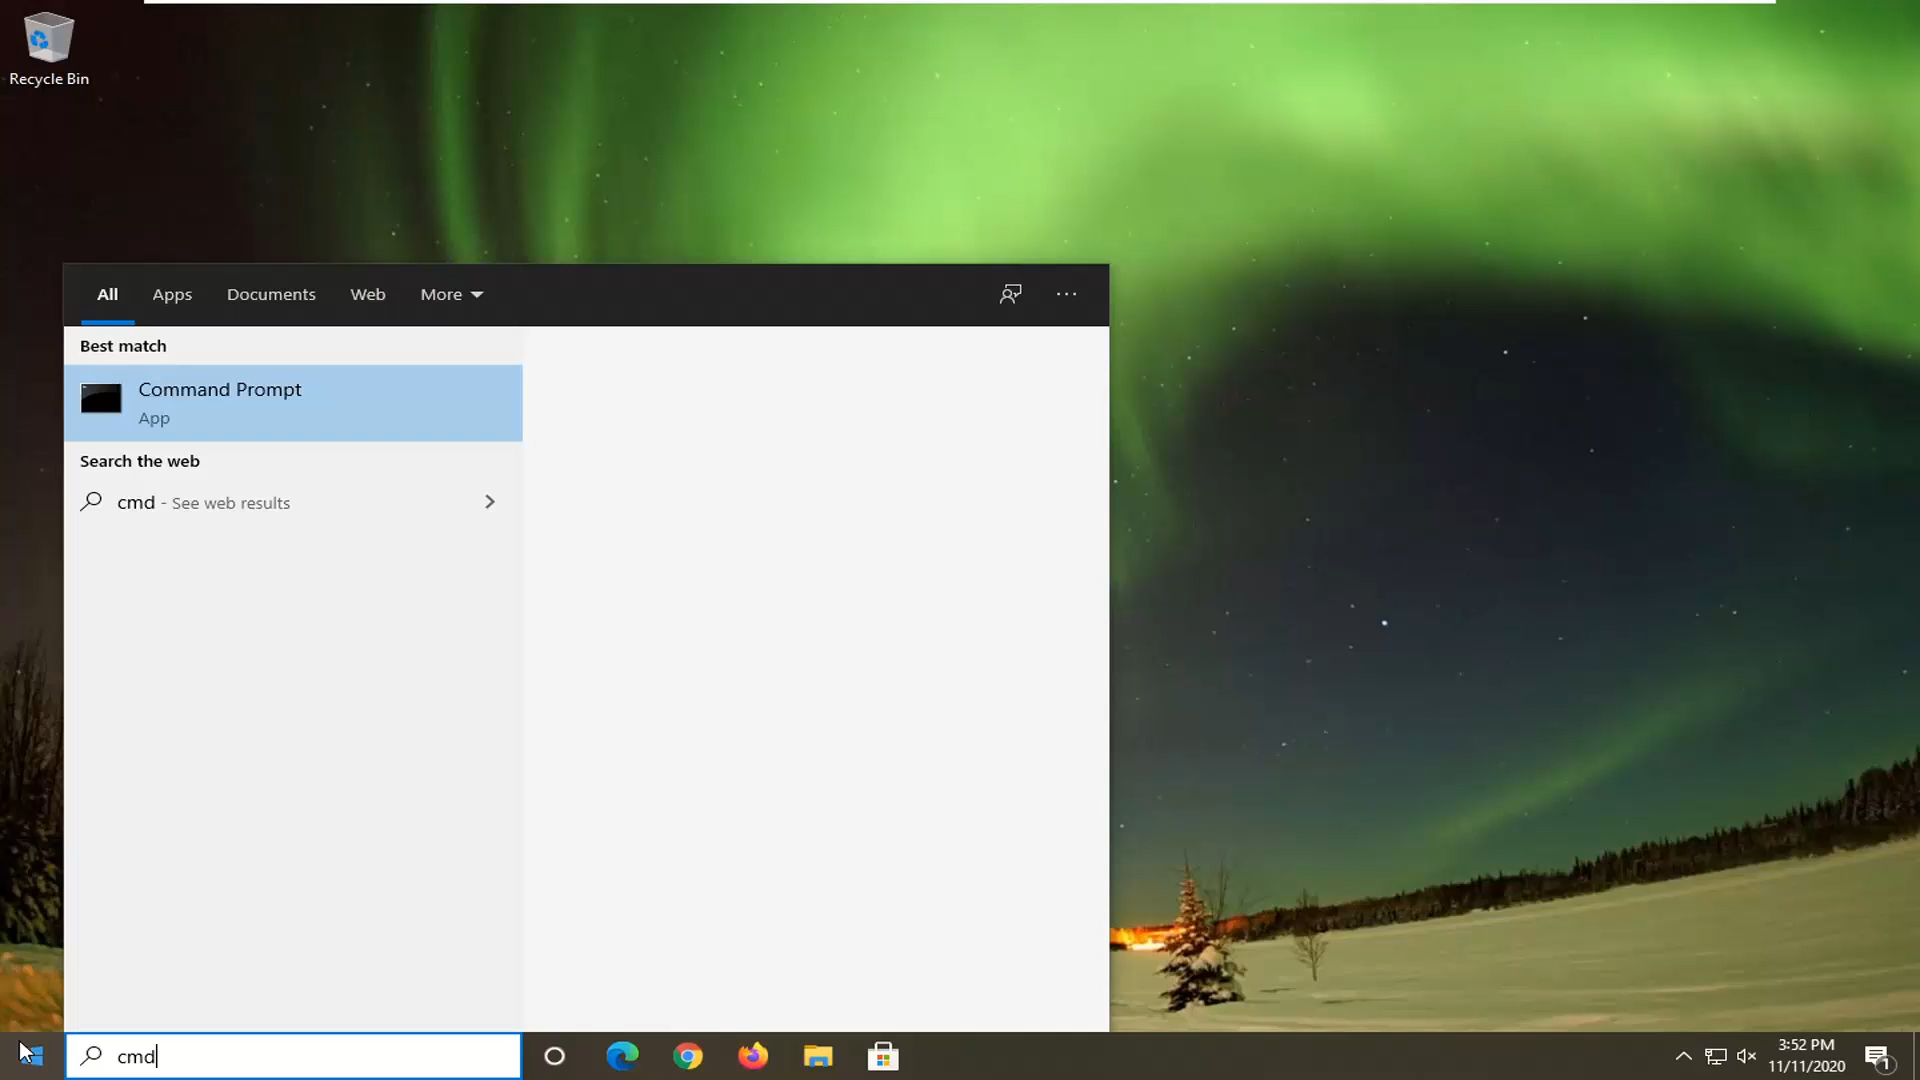 Recycle Bin
All Apps Documents Web More
Best match
Command Prompt
App
Search the web
cmd - See web results
cmd
3:52 PM
11/11/2020
1